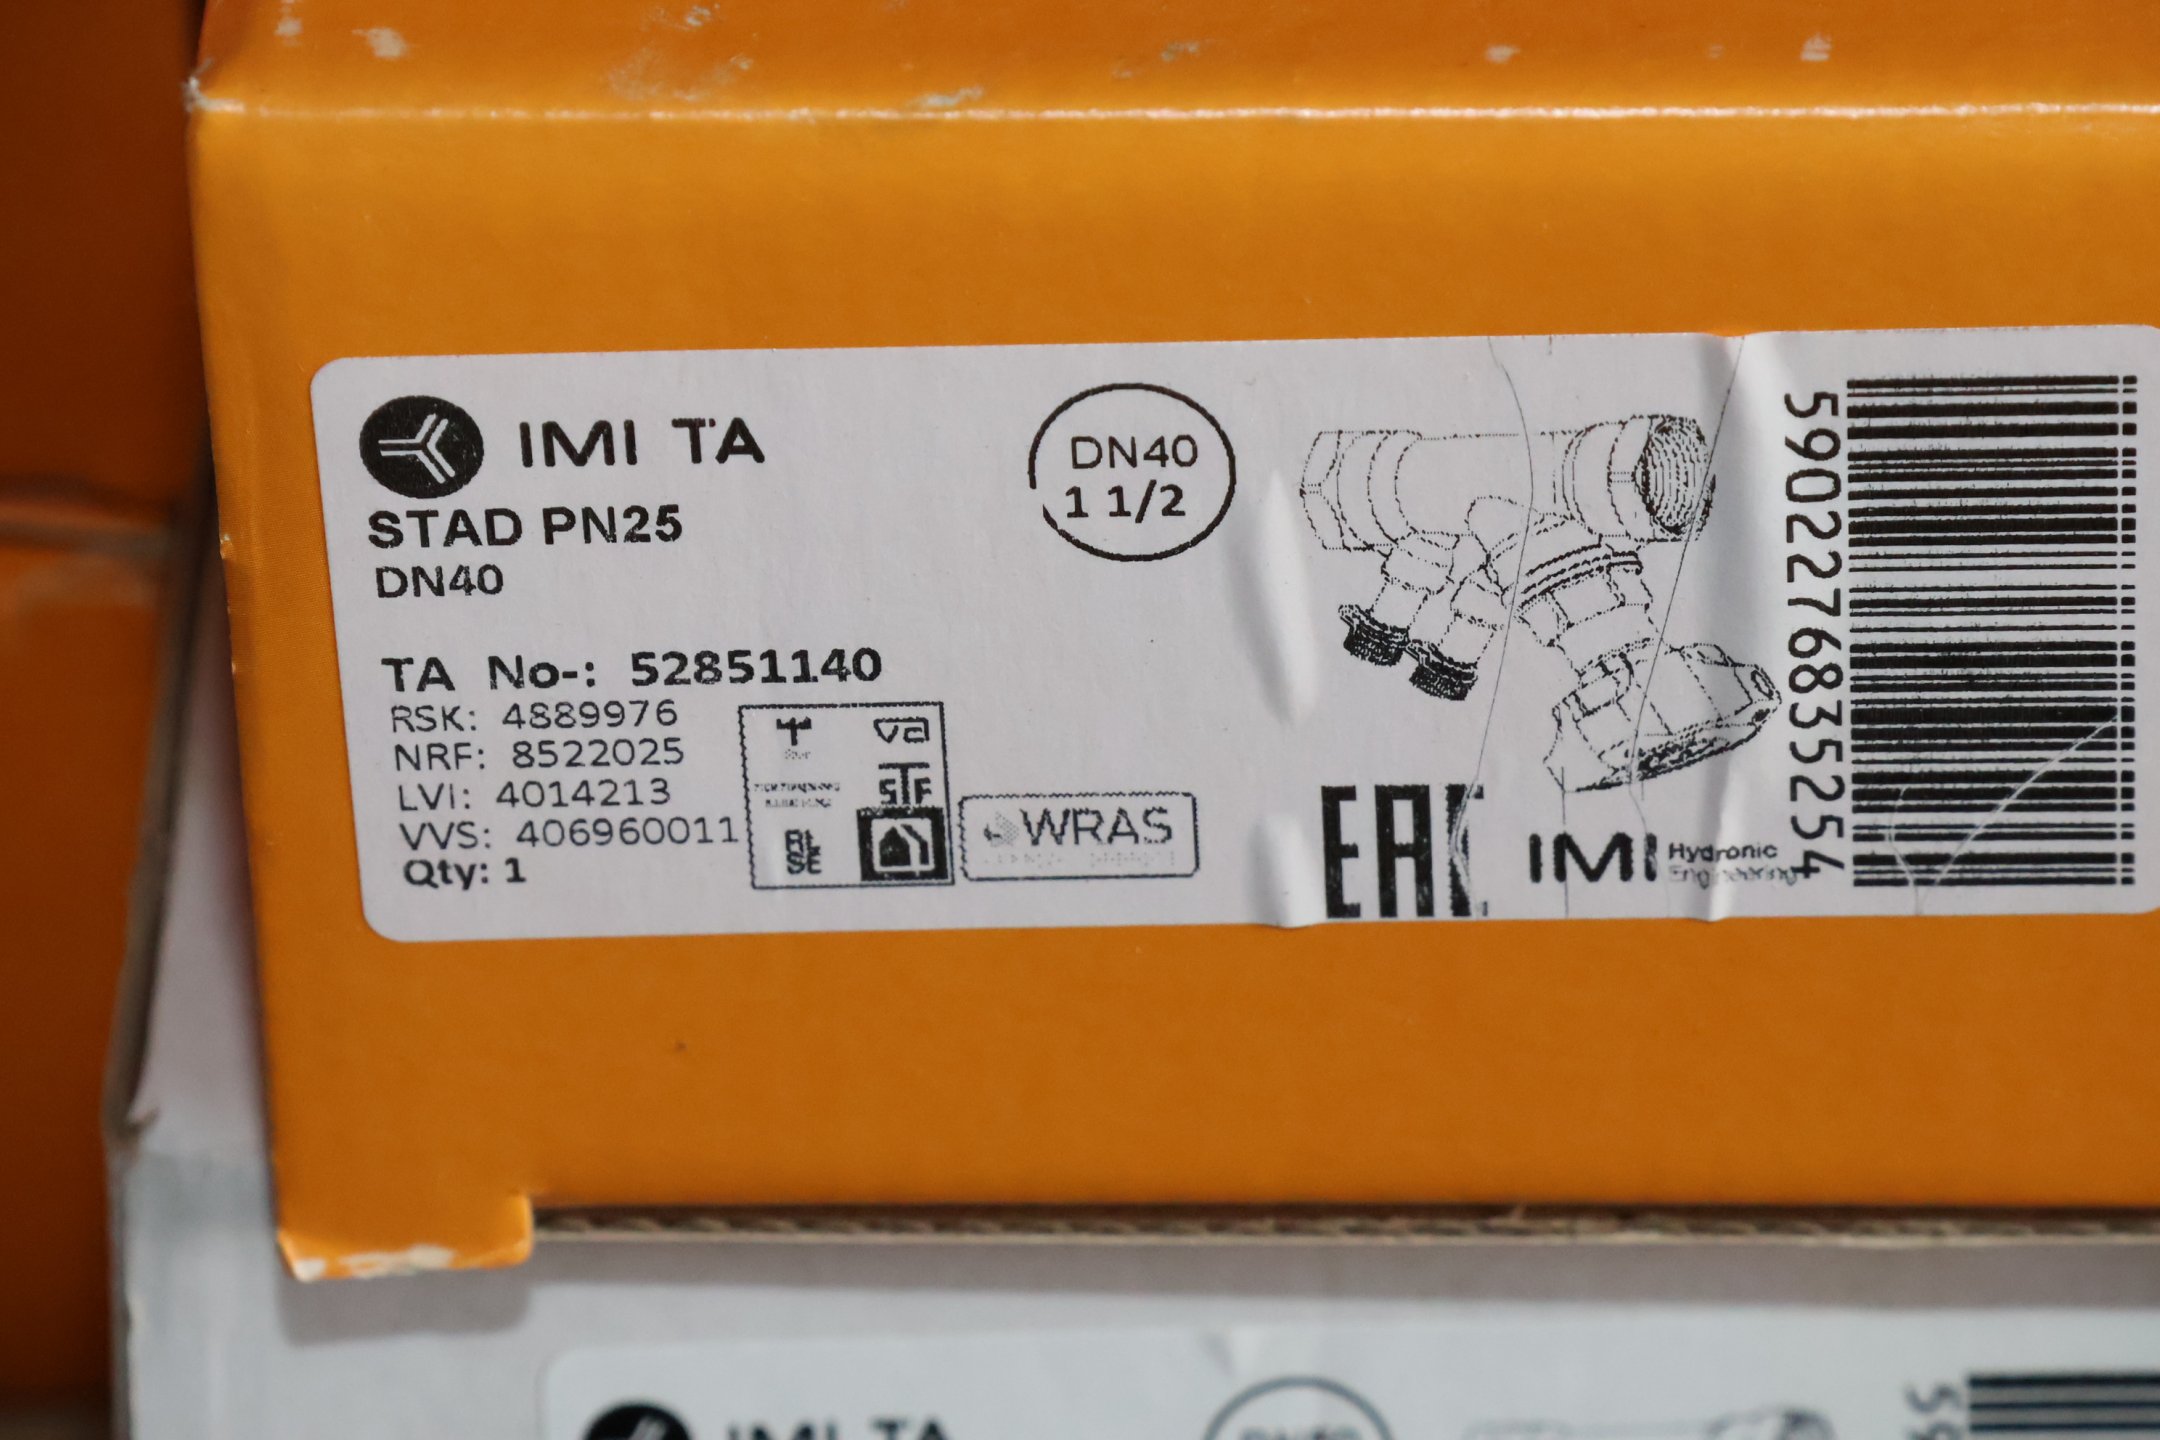 IMI TA
STAD PN25
DN40
DN40
1 1/2
TA No-: 52851140
RSK: 4889976
NRF: 8522025
LVI: 4014213
VVS: 406960011
Qty: 1
va
STF
WRAS
EAC
IMI Hydronic
Engineering
5902276835254
IMI TA